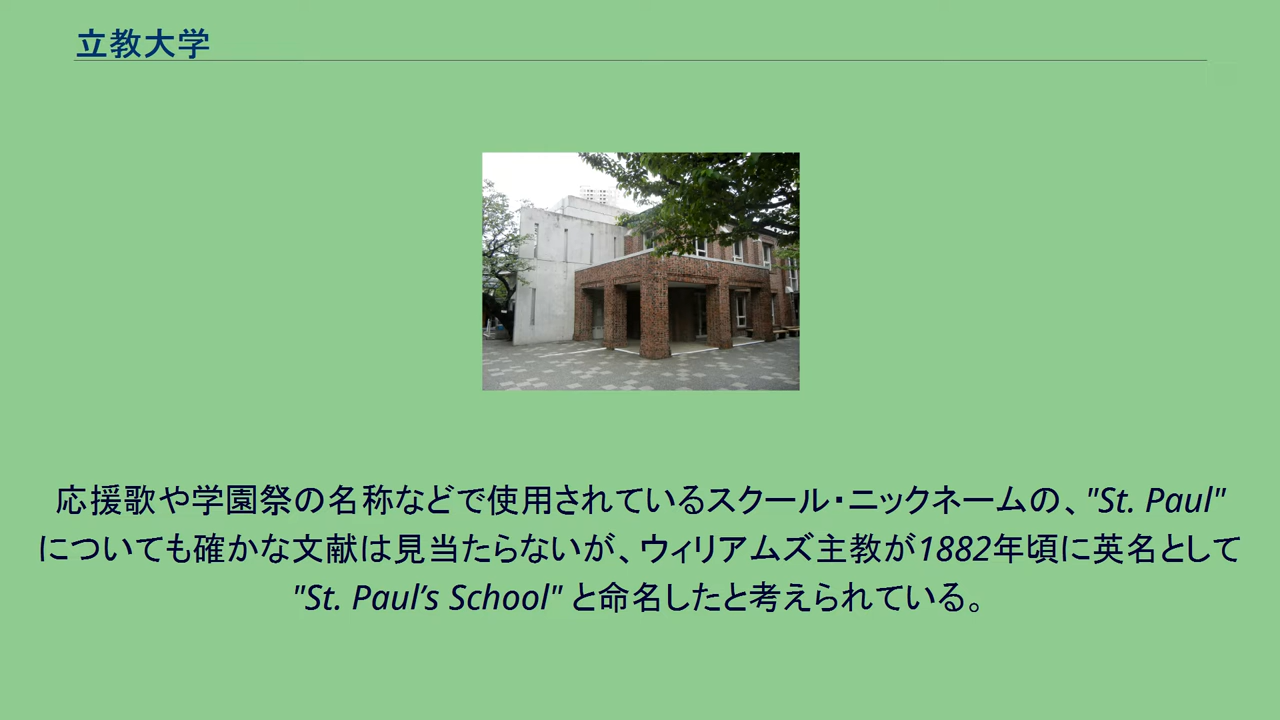 立教大学
応援歌や学園祭の名称などで使用されているスクール・ニックネームの、"St. Paul"
についても確かな文献は見当たらないが、ウィリアムズ主教が1882年頃に英名として
"St. Paul’s School" と命名したと考えられている。